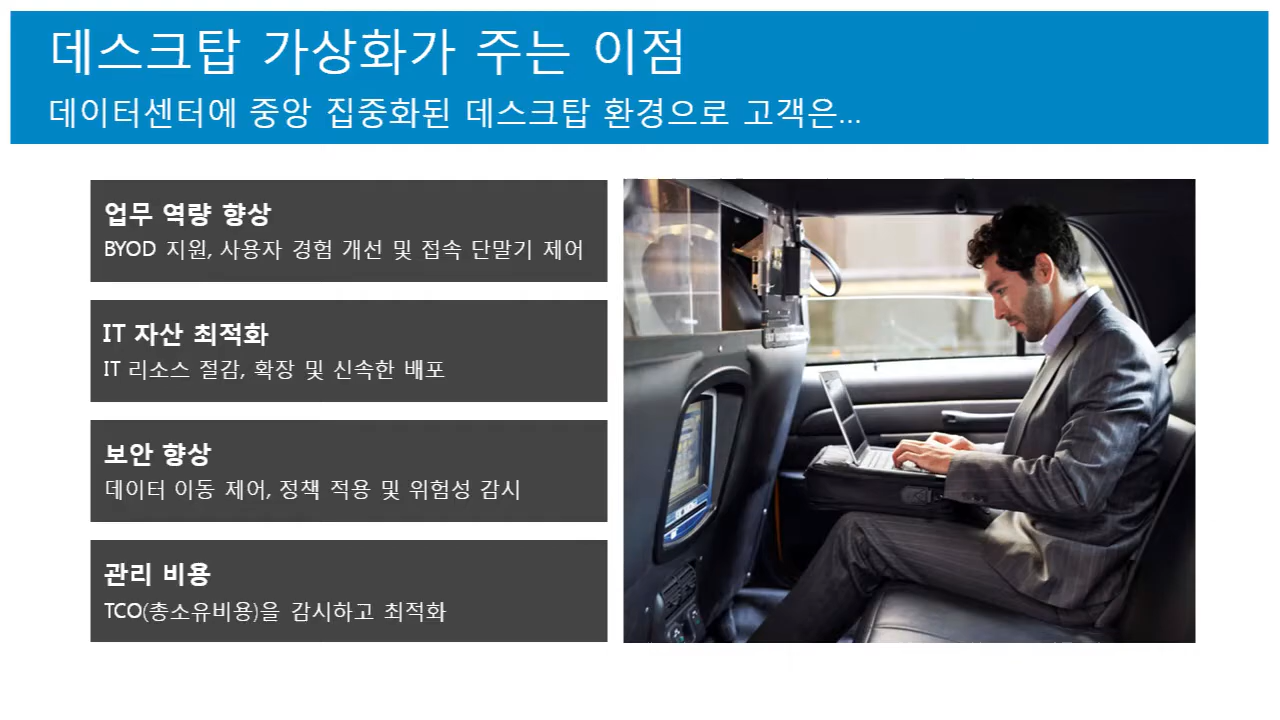 데스크탑 가상화가 주는 이점
데이터센터에 중앙 집중화된 데스크탑 환경으로 고객은...
업무 역량 향상
BYOD 지원, 사용자 경험 개선 및 접속 단말기 제어
IT 자산 최적화
IT 리소스 절감, 확장 및 신속한 배포
보안 향상
데이터 이동 제어, 정책 적용 및 위험성 감시
관리 비용
TCO(총소유비용)을 감시하고 최적화